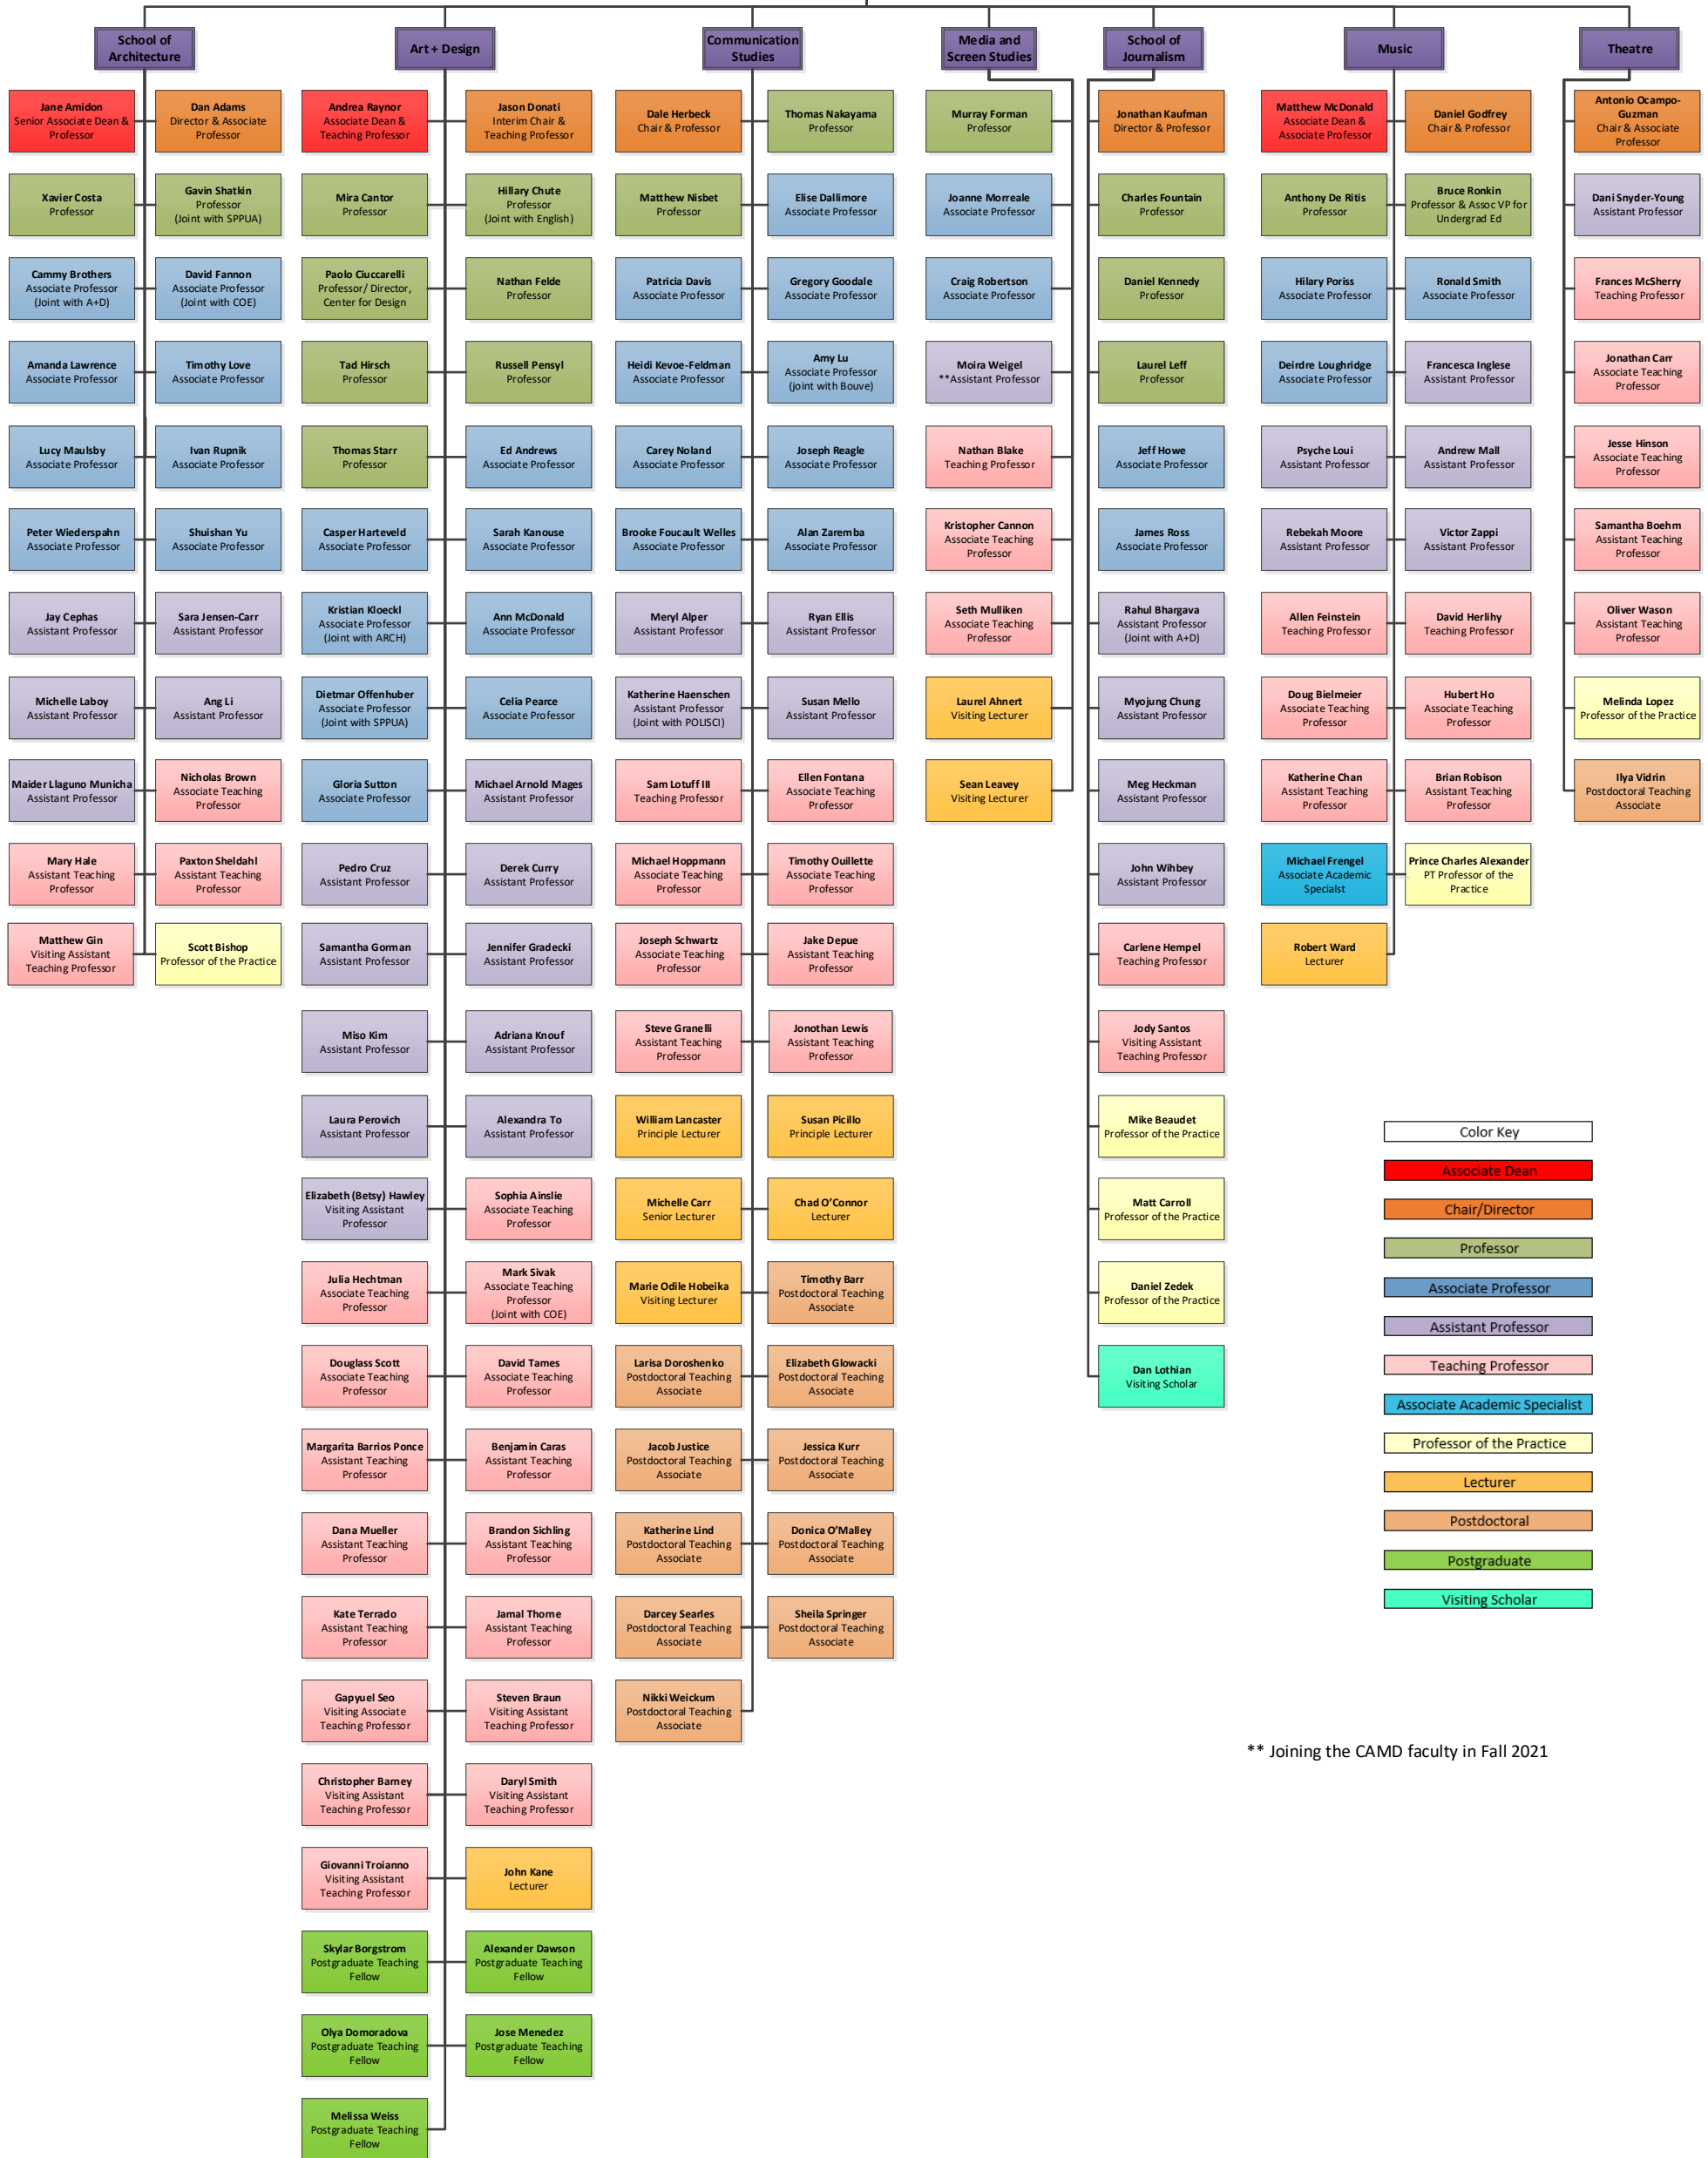 School of
Architecture
Art + Design
Communication
Studies
Media and
Screen Studies
School of
Journalism
Music
Theatre
Jane Amidon
Senior Associate Dean &
Professor
Dan Adams
Director & Associate
Professor
Xavier Costa
Professor
Gavin Shatkin
Professor
(Joint with SPPUA)
Cammy Brothers
Associate Professor
(Joint with A+D)
David Fannon
Associate Professor
(Joint with COE)
Amanda Lawrence
Associate Professor
Timothy Love
Associate Professor
Lucy Maulsby
Associate Professor
Ivan Rupnik
Associate Professor
Peter Wiederspahn
Associate Professor
Shuishan Yu
Associate Professor
Jay Cephas
Assistant Professor
Sara Jensen-Carr
Assistant Professor
Michelle Laboy
Assistant Professor
Ang Li
Assistant Professor
Maider Llaguno Municha
Assistant Professor
Nicholas Brown
Associate Teaching
Professor
Mary Hale
Assistant Teaching
Professor
Paxton Sheldahl
Assistant Teaching
Professor
Matthew Gin
Visiting Assistant
Teaching Professor
Scott Bishop
Professor of the Practice
Andrea Raynor
Associate Dean &
Teaching Professor
Jason Donati
Interim Chair &
Teaching Professor
Mira Cantor
Professor
Hillary Chute
Professor
(Joint with English)
Paolo Ciuccarelli
Professor/ Director,
Center for Design
Nathan Felde
Professor
Tad Hirsch
Professor
Russell Pensyl
Professor
Thomas Starr
Professor
Ed Andrews
Associate Professor
Casper Harteveld
Associate Professor
Sarah Kanouse
Associate Professor
Kristian Kloeckl
Associate Professor
(Joint with ARCH)
Ann McDonald
Associate Professor
Dietmar Offenhuber
Associate Professor
(Joint with SPPUA)
Celia Pearce
Associate Professor
Gloria Sutton
Associate Professor
Michael Arnold Mages
Assistant Professor
Pedro Cruz
Assistant Professor
Derek Curry
Assistant Professor
Samantha Gorman
Assistant Professor
Jennifer Gradecki
Assistant Professor
Miso Kim
Assistant Professor
Adriana Knouf
Assistant Professor
Laura Perovich
Assistant Professor
Alexandra To
Assistant Professor
Elizabeth (Betsy) Hawley
Visiting Assistant
Professor
Sophia Ainslie
Associate Teaching
Professor
Julia Hechtman
Associate Teaching
Professor
Mark Sivak
Associate Teaching
Professor
(Joint with COE)
Douglass Scott
Associate Teaching
Professor
David Tames
Associate Teaching
Professor
Margarita Barrios Ponce
Assistant Teaching
Professor
Benjamin Caras
Assistant Teaching
Professor
Dana Mueller
Assistant Teaching
Professor
Brandon Sichling
Assistant Teaching
Professor
Kate Terrado
Assistant Teaching
Professor
Jamal Thorne
Assistant Teaching
Professor
Gapyuel Seo
Visiting Associate
Teaching Professor
Steven Braun
Visiting Assistant
Teaching Professor
Christopher Barney
Visiting Assistant
Teaching Professor
Daryl Smith
Visiting Assistant
Teaching Professor
Giovanni Troianno
Visiting Assistant
Teaching Professor
John Kane
Lecturer
Skylar Borgstrom
Postgraduate Teaching
Fellow
Alexander Dawson
Postgraduate Teaching
Fellow
Olya Domoradova
Postgraduate Teaching
Fellow
Jose Menedez
Postgraduate Teaching
Fellow
Melissa Weiss
Postgraduate Teaching
Fellow
Dale Herbeck
Chair & Professor
Thomas Nakayama
Professor
Matthew Nisbet
Professor
Elise Dallimore
Associate Professor
Patricia Davis
Associate Professor
Gregory Goodale
Associate Professor
Heidi Kevoe-Feldman
Associate Professor
Amy Lu
Associate Professor
(joint with Bouve)
Carey Noland
Associate Professor
Joseph Reagle
Associate Professor
Brooke Foucault Welles
Associate Professor
Alan Zaremba
Associate Professor
Meryl Alper
Assistant Professor
Ryan Ellis
Assistant Professor
Katherine Haenschen
Assistant Professor
(Joint with POLISCI)
Susan Mello
Assistant Professor
Sam Lotuff III
Teaching Professor
Ellen Fontana
Associate Teaching
Professor
Michael Hoppmann
Associate Teaching
Professor
Timothy Ouillette
Associate Teaching
Professor
Joseph Schwartz
Associate Teaching
Professor
Jake Depue
Assistant Teaching
Professor
Steve Granelli
Assistant Teaching
Professor
Jonothan Lewis
Assistant Teaching
Professor
William Lancaster
Principle Lecturer
Susan Picillo
Principle Lecturer
Michelle Carr
Senior Lecturer
Chad O'Connor
Lecturer
Marie Odile Hobeika
Visiting Lecturer
Timothy Barr
Postdoctoral Teaching
Associate
Larisa Doroshenko
Postdoctoral Teaching
Associate
Elizabeth Glowacki
Postdoctoral Teaching
Associate
Jacob Justice
Postdoctoral Teaching
Associate
Jessica Kurr
Postdoctoral Teaching
Associate
Katherine Lind
Postdoctoral Teaching
Associate
Donica O'Malley
Postdoctoral Teaching
Associate
Darcey Searles
Postdoctoral Teaching
Associate
Sheila Springer
Postdoctoral Teaching
Associate
Nikki Weickum
Postdoctoral Teaching
Associate
Murray Forman
Professor
Joanne Morreale
Associate Professor
Craig Robertson
Associate Professor
Moira Weigel
**Assistant Professor
Nathan Blake
Teaching Professor
Kristopher Cannon
Associate Teaching
Professor
Seth Mulliken
Associate Teaching
Professor
Laurel Ahnert
Visiting Lecturer
Sean Leavey
Visiting Lecturer
Jonathan Kaufman
Director & Professor
Charles Fountain
Professor
Daniel Kennedy
Professor
Laurel Leff
Professor
Jeff Howe
Associate Professor
James Ross
Associate Professor
Rahul Bhargava
Assistant Professor
(Joint with A+D)
Myojung Chung
Assistant Professor
Meg Heckman
Assistant Professor
John Wihbey
Assistant Professor
Carlene Hempel
Teaching Professor
Jody Santos
Visiting Assistant
Teaching Professor
Mike Beaudet
Professor of the Practice
Matt Carroll
Professor of the Practice
Daniel Zedek
Professor of the Practice
Dan Lothian
Visiting Scholar
Matthew McDonald
Associate Dean &
Associate Professor
Daniel Godfrey
Chair & Professor
Anthony De Ritis
Professor
Bruce Ronkin
Professor & Assoc VP for
Undergrad Ed
Hilary Poriss
Associate Professor
Ronald Smith
Associate Professor
Deirdre Loughridge
Associate Professor
Francesca Inglese
Assistant Professor
Psyche Loui
Assistant Professor
Andrew Mall
Assistant Professor
Rebekah Moore
Assistant Professor
Victor Zappi
Assistant Professor
Allen Feinstein
Teaching Professor
David Herlihy
Teaching Professor
Doug Bielmeier
Associate Teaching
Professor
Hubert Ho
Associate Teaching
Professor
Katherine Chan
Assistant Teaching
Professor
Brian Robison
Assistant Teaching
Professor
Michael Frengel
Associate Academic
Specialst
Prince Charles Alexander
PT Professor of the
Practice
Robert Ward
Lecturer
Antonio Ocampo-
Guzman
Chair & Associate
Professor
Dani Snyder-Young
Assistant Professor
Frances McSherry
Teaching Professor
Jonathan Carr
Associate Teaching
Professor
Jesse Hinson
Associate Teaching
Professor
Samantha Boehm
Assistant Teaching
Professor
Oliver Wason
Assistant Teaching
Professor
Melinda Lopez
Professor of the Practice
Ilya Vidrin
Postdoctoral Teaching
Associate
Color Key
Associate Dean
Chair/Director
Professor
Associate Professor
Assistant Professor
Teaching Professor
Associate Academic Specialist
Professor of the Practice
Lecturer
Postdoctoral
Postgraduate
Visiting Scholar
** Joining the CAMD faculty in Fall 2021